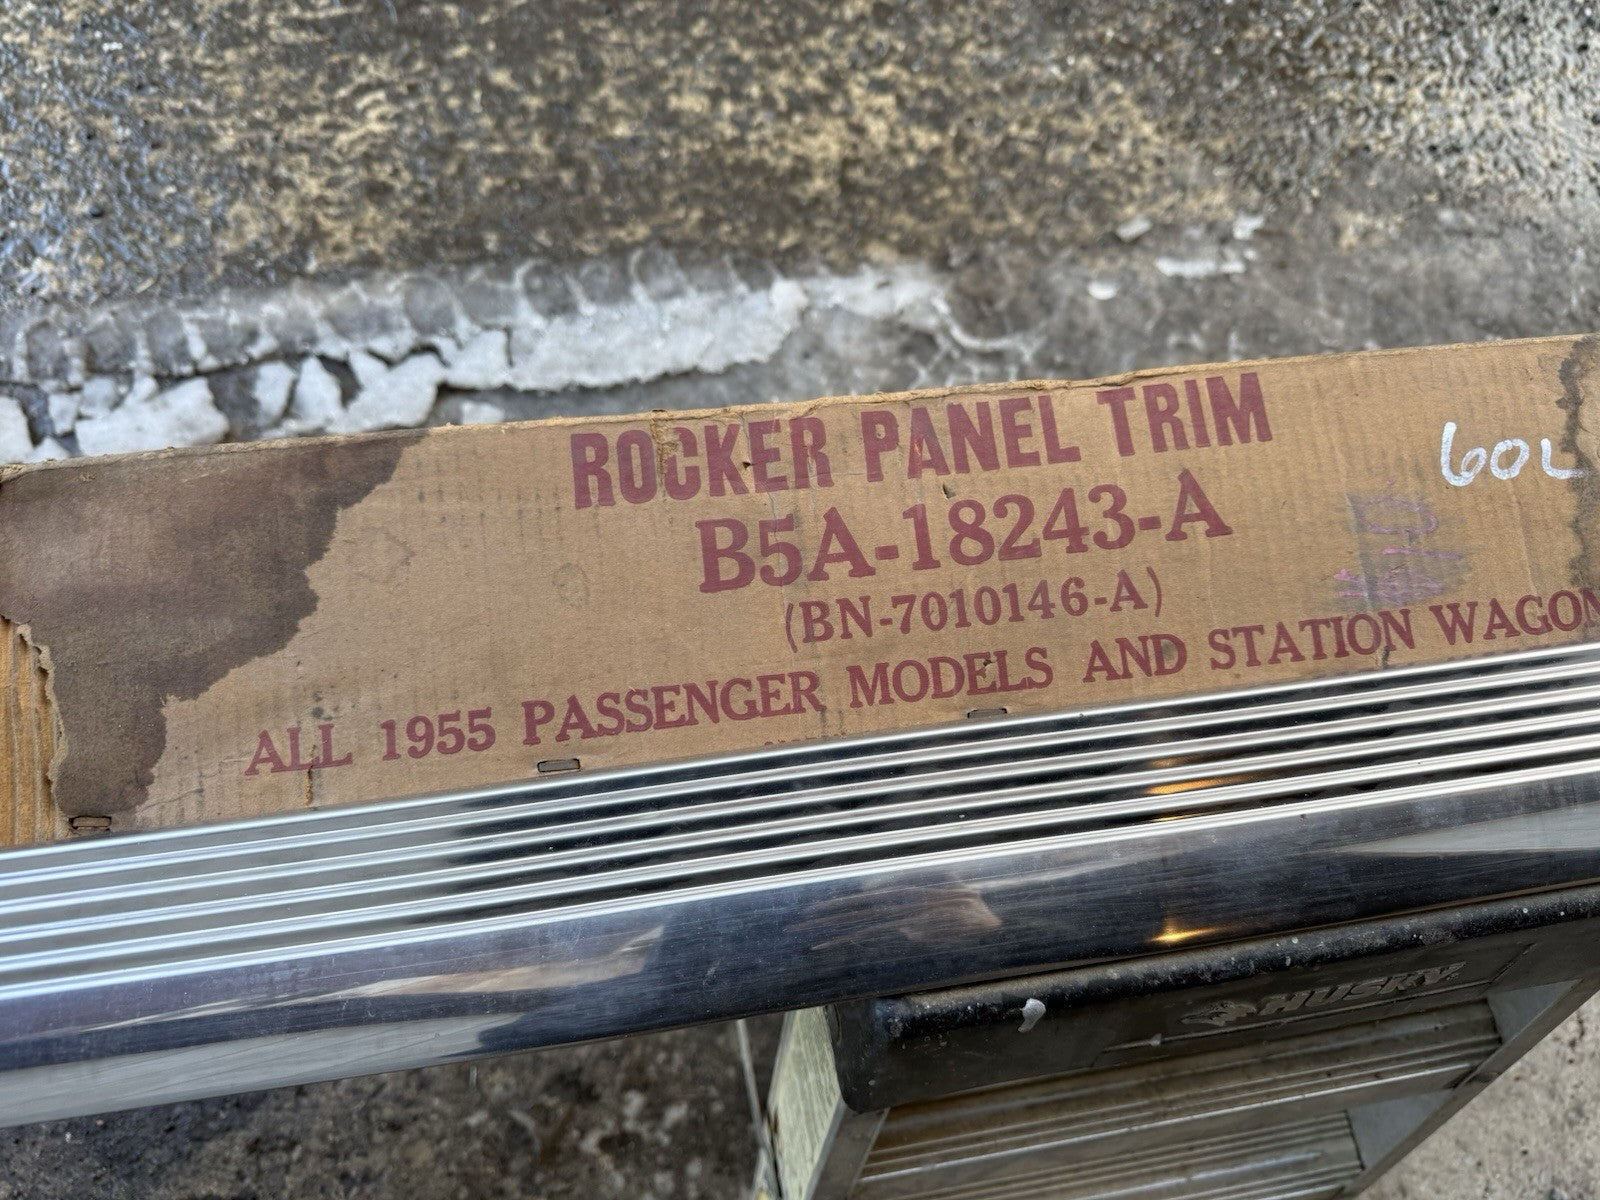 ROCKER PANEL TRIM
60L
B5A-18243-A
(BN-7010146-A)
ALL 1955 PASSENGER MODELS AND STATION WAGON
HUSKY